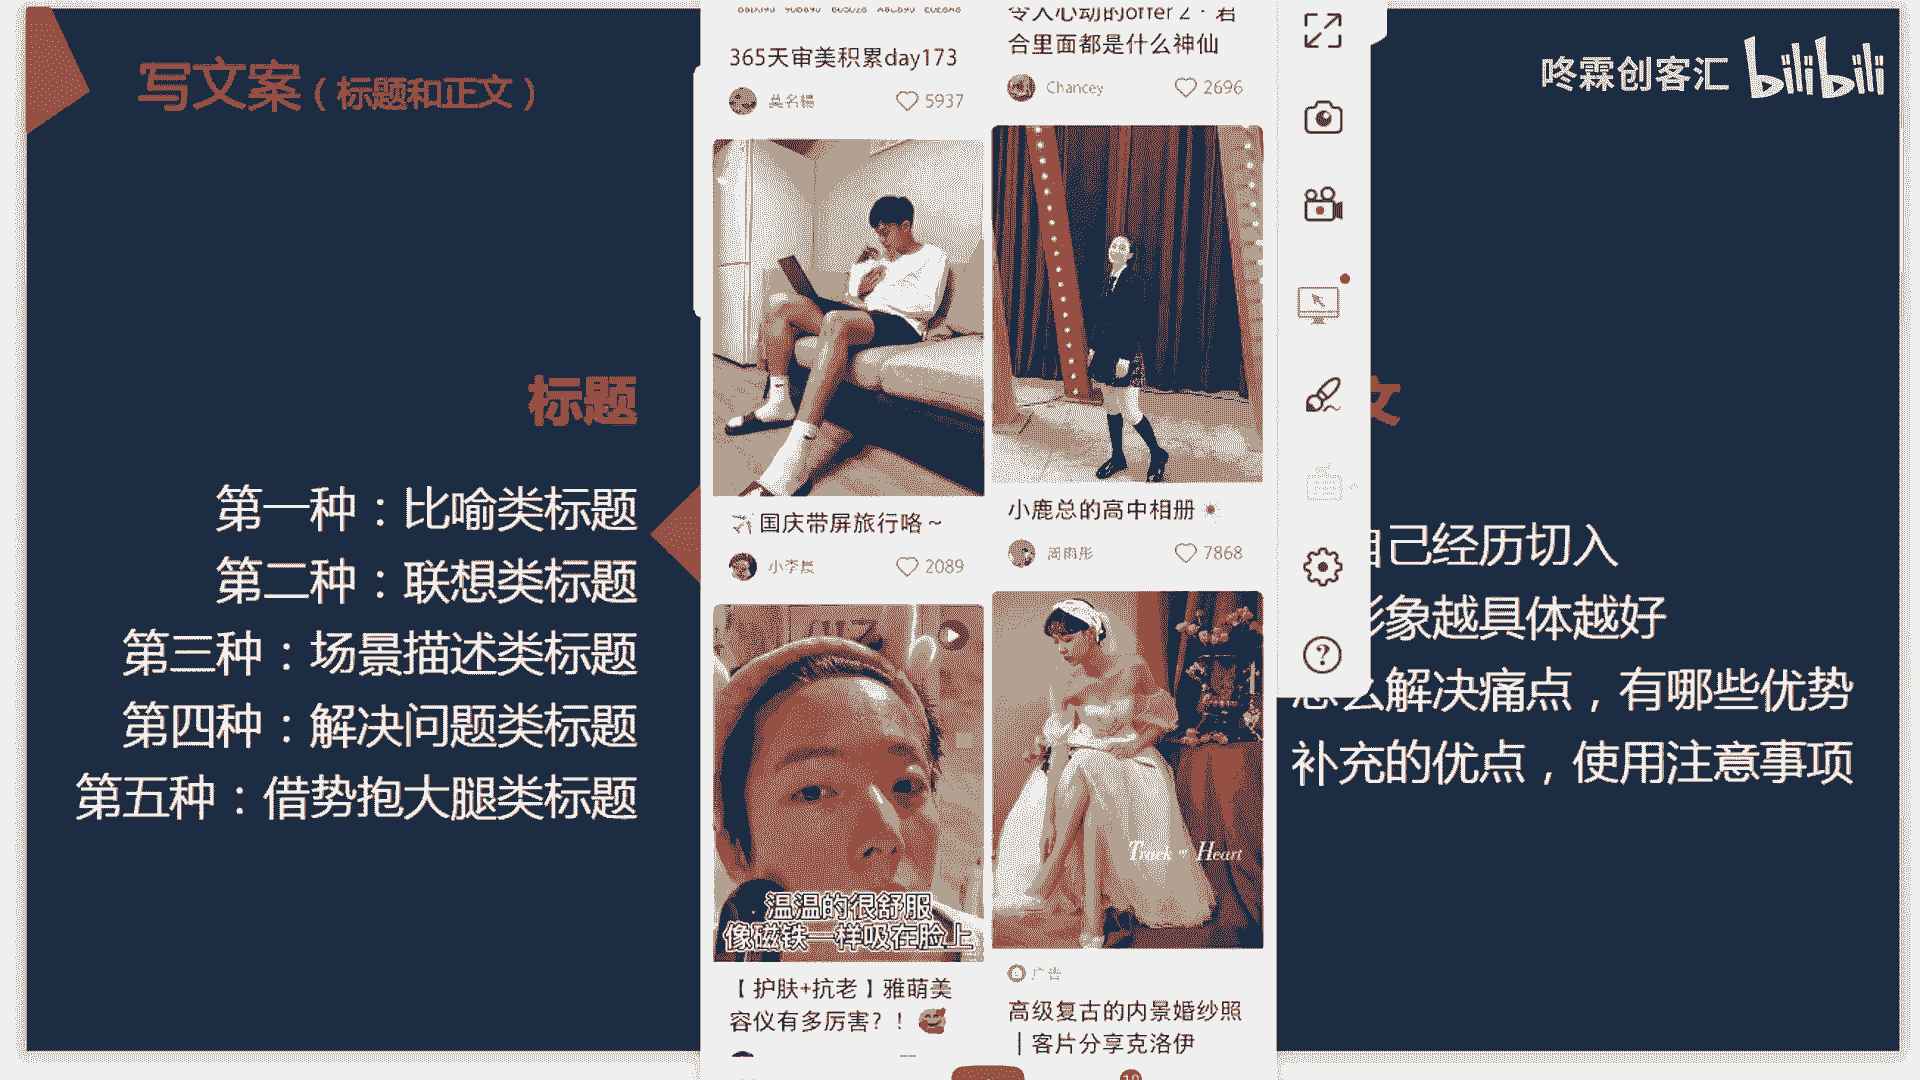 写文案（标题和正文）
咚霖创客汇 bilibili
标题
第一种：比喻类标题
第二种：联想类标题
第三种：场景描述类标题
第四种：解决问题类标题
第五种：借势抱大腿类标题
365天审美积累day173
莫名楊
5937
国庆带屏旅行咯～
小李晨
2089
温温的很舒服
像磁铁一样吸在脸上
【护肤+抗老】雅萌美
容仪有多厉害？！
令人心动的offer 2·君
合里面都是什么神仙
Chancey
2696
小鹿总的高中相册
周雨彤
7868
Track of Heart
广告
高级复古的内景婚纱照
｜客片分享克洛伊
文
自己经历切入
形象越具体越好
怎么解决痛点，有哪些优势
补充的优点，使用注意事项